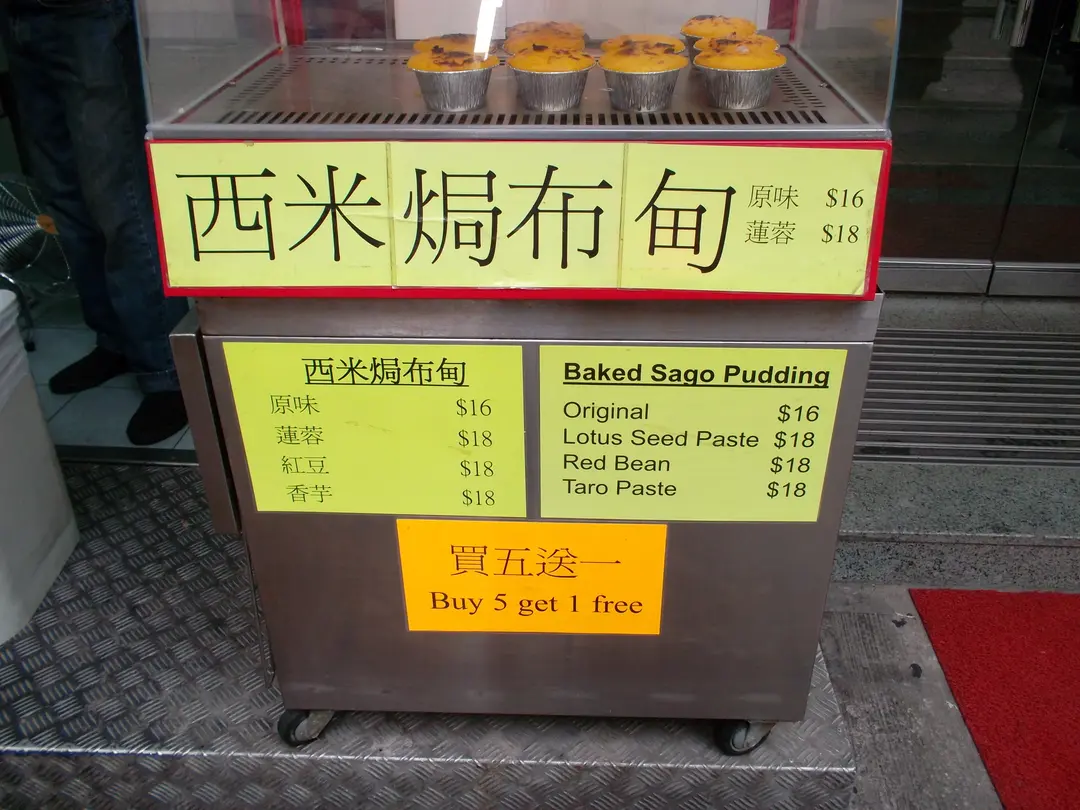 西米焗布甸
原味 $16
蓮蓉 $18
西米焗布甸
原味 $16
蓮蓉 $18
紅豆 $18
香芋 $18
Baked Sago Pudding
Original $16
Lotus Seed Paste $18
Red Bean $18
Taro Paste $18
買五送一
Buy 5 get 1 free